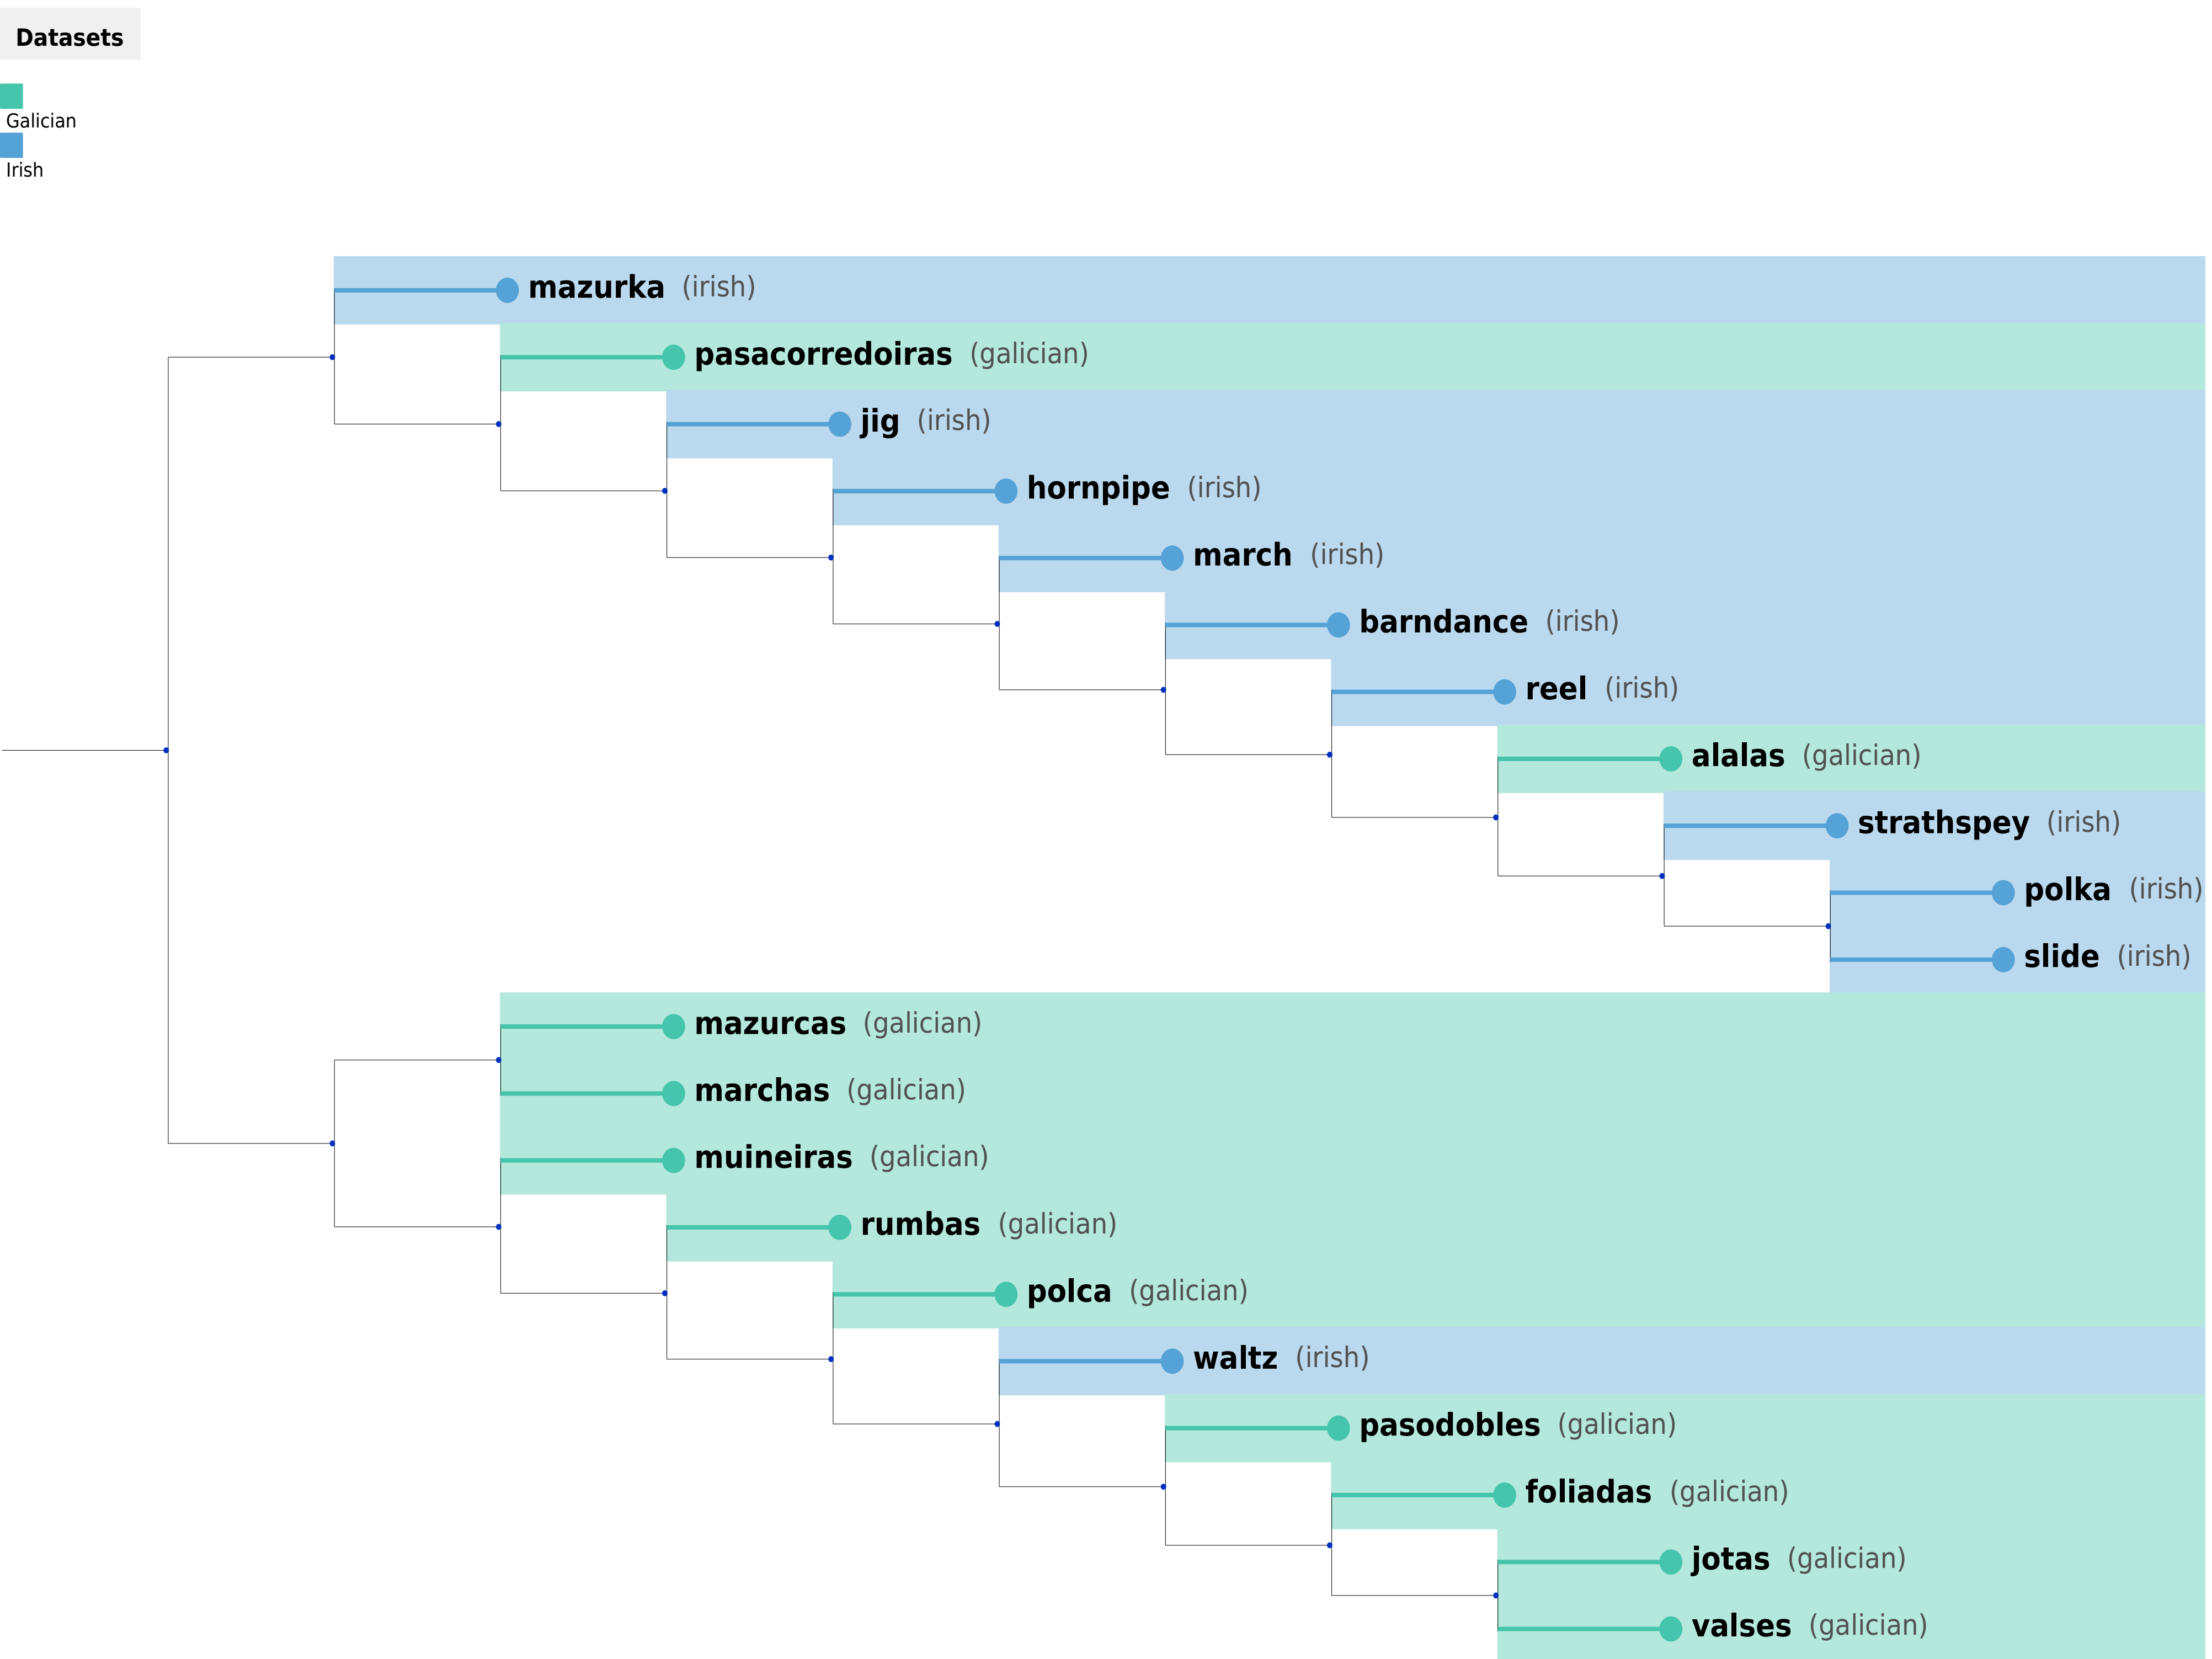 Datasets
Galician
Irish
mazurka (irish)
pasacorredoiras (galician)
jig (irish)
hornpipe (irish)
march (irish)
barndance (irish)
reel (irish)
alalas (galician)
strathspey (irish)
polka (irish)
slide (irish)
mazurcas (galician)
marchas (galician)
muineiras (galician)
rumbas (galician)
polca (galician)
waltz (irish)
pasodobles (galician)
foliadas (galician)
jotas (galician)
valses (galician)